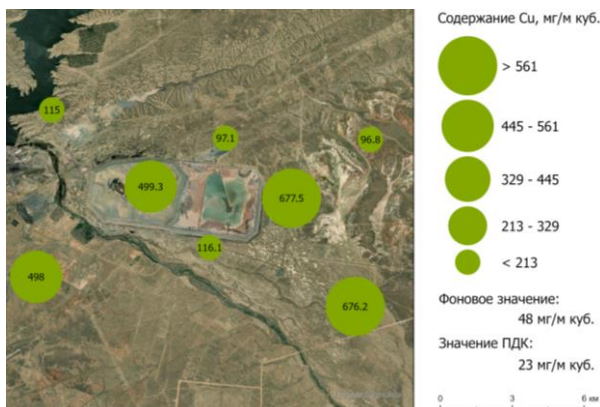 115
97.1
96.8
499.3
677.5
116.1
498
676.2
Содержание Cu, мг/м куб.
> 561
445 - 561
329 - 445
213 - 329
< 213
Фоновое значение:
48 мг/м куб.
Значение ПДК:
23 мг/м куб.
0 3 6 км